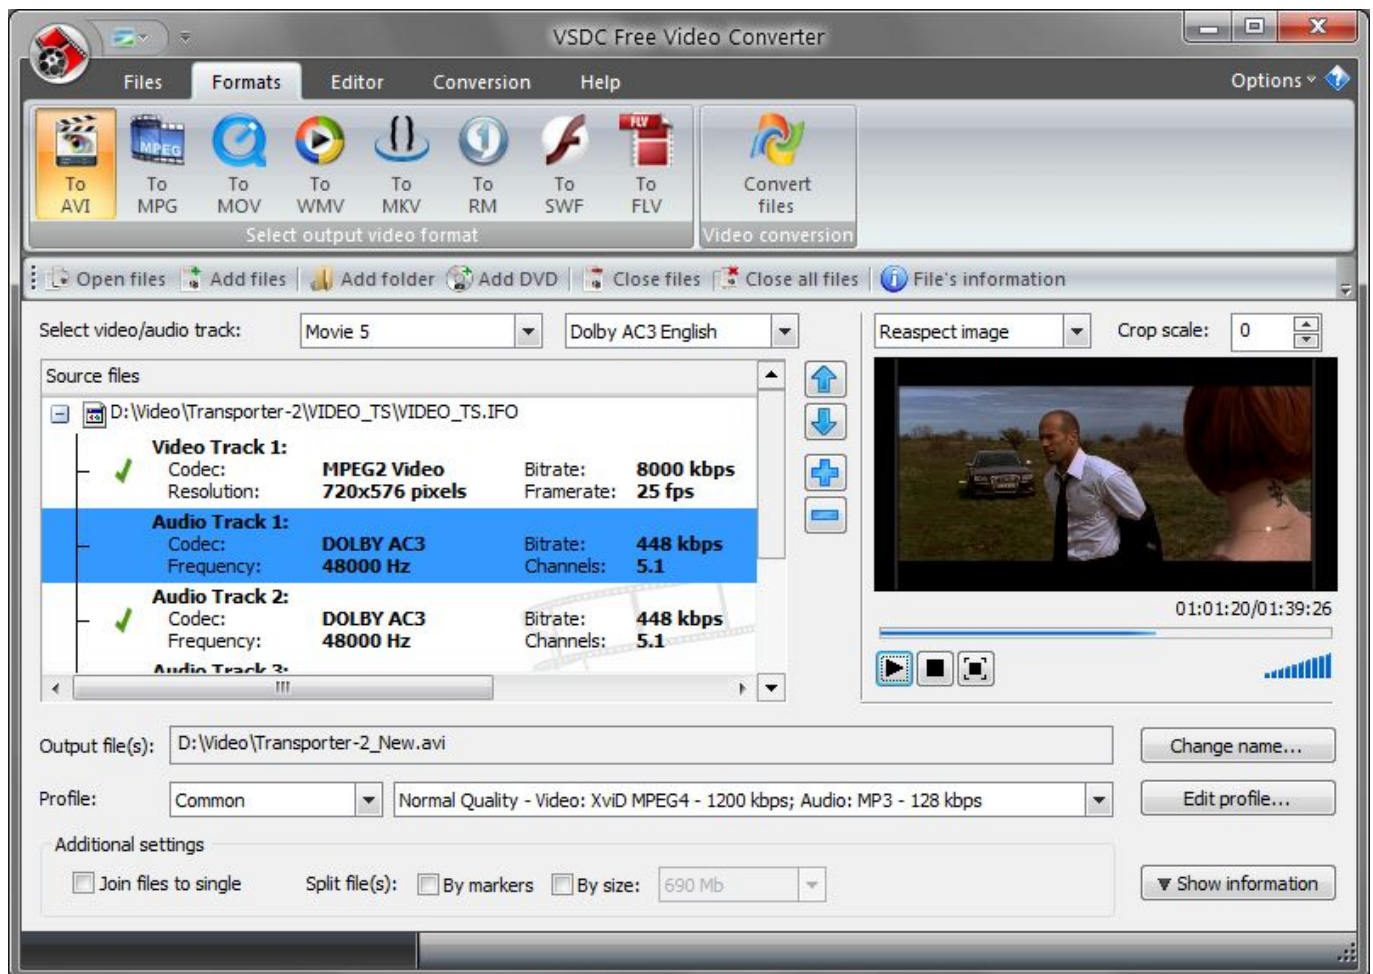 VSDC Free Video Converter
Files Formats Editor Conversion Help Options
MPEG FLV
To AVI To MPG To MOV To WMV To MKV To RM To SWF To FLV Convert files
Select output video format Video conversion
Open files Add files Add folder Add DVD Close files Close all files File's information
Select video/audio track: Movie 5 Dolby AC3 English Reaspect image Crop scale: 0
Source files
D:\Video\Transporter-2\VIDEO_TS\VIDEO_TS.IFO
Video Track 1:
Codec: MPEG2 Video Bitrate: 8000 kbps
Resolution: 720x576 pixels Framerate: 25 fps
Audio Track 1:
Codec: DOLBY AC3 Bitrate: 448 kbps
Frequency: 48000 Hz Channels: 5.1
Audio Track 2:
Codec: DOLBY AC3 Bitrate: 448 kbps
Frequency: 48000 Hz Channels: 5.1
Audio Track 3:
01:01:20/01:39:26
Output file(s): D:\Video\Transporter-2_New.avi Change name...
Profile: Common Normal Quality - Video: XviD MPEG4 - 1200 kbps; Audio: MP3 - 128 kbps Edit profile...
Additional settings
Join files to single Split file(s): By markers By size: 690 Mb Show information